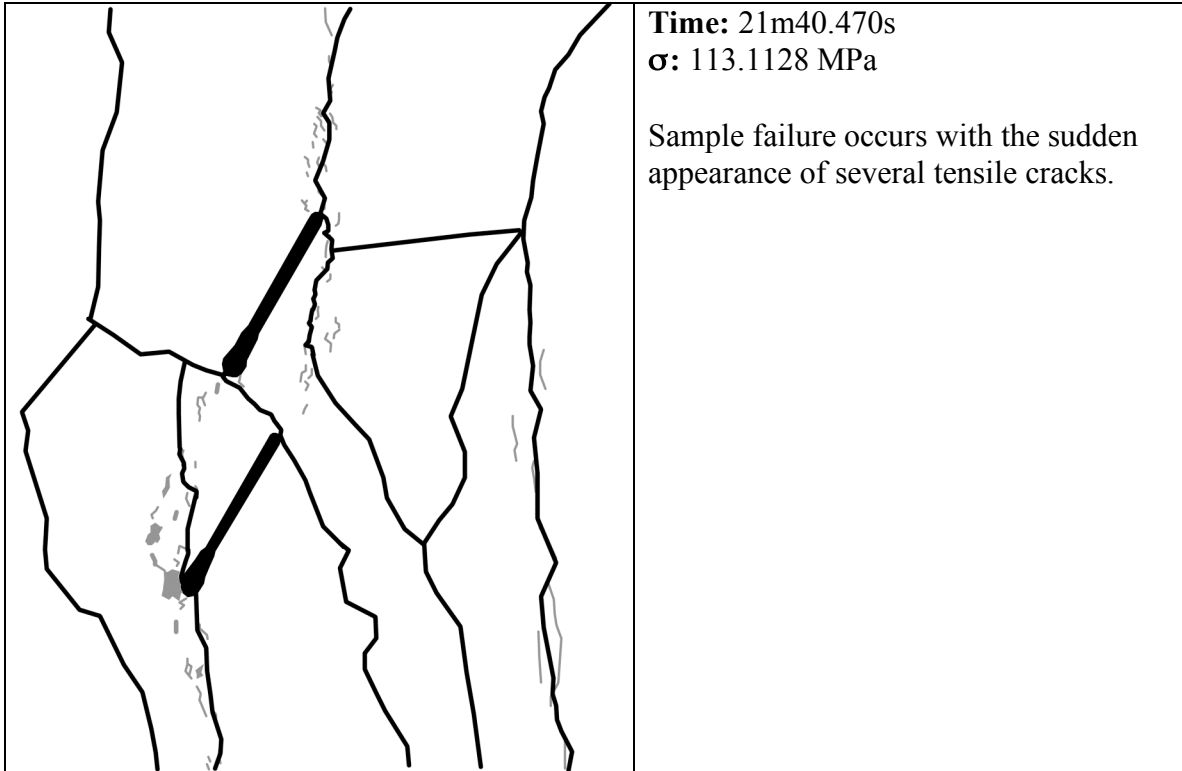 Time: 21m40.470s
σ: 113.1128 MPa
Sample failure occurs with the sudden
appearance of several tensile cracks.